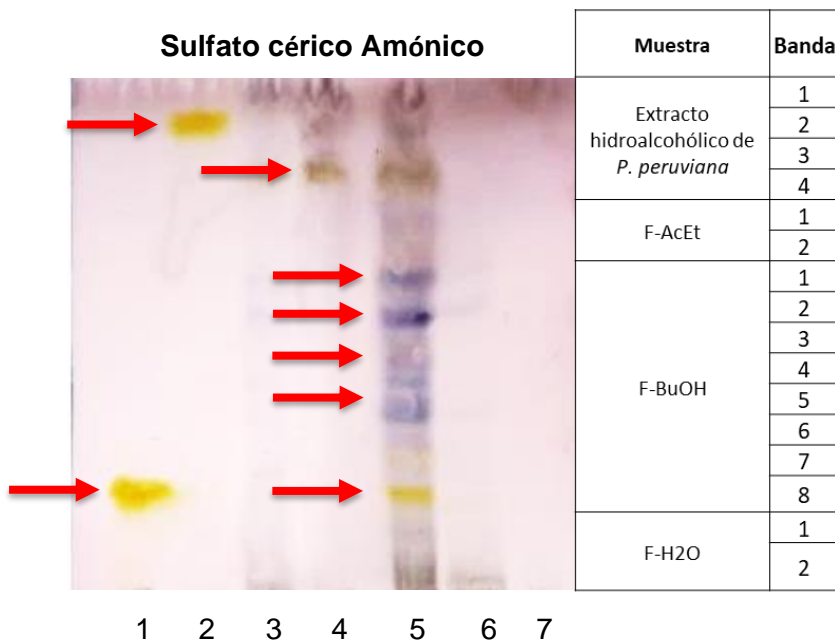 Sulfato cérico Amónico
1 2 3 4 5 6 7
Muestra Banda
Extracto
hidroalcohólico de
P. peruviana
1
2
3
4
F-AcEt
1
2
F-BuOH
1
2
3
4
5
6
7
8
F-H2O
1
2